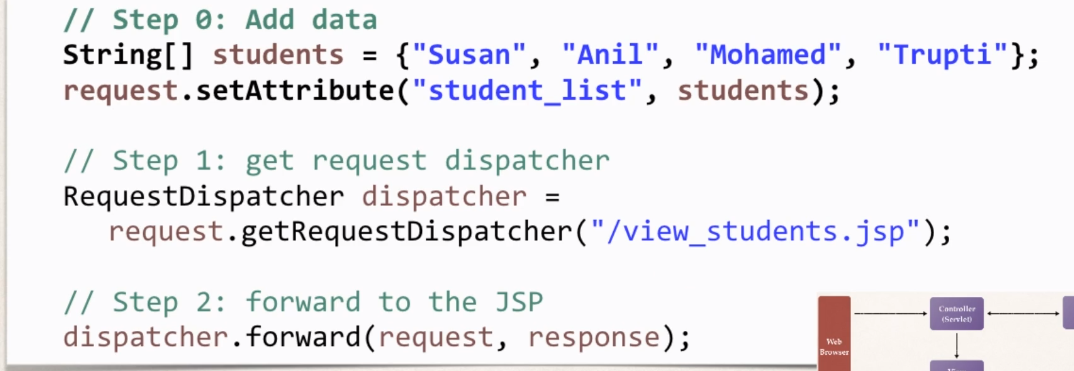 // Step 0: Add data
String[] students = {"Susan", "Anil", "Mohamed", "Trupti"};
request.setAttribute("student_list", students);
// Step 1: get request dispatcher
RequestDispatcher dispatcher =
request.getRequestDispatcher("/view_students.jsp");
// Step 2: forward to the JSP
dispatcher.forward(request, response);
Web
Browser
Controller
(Servlet)